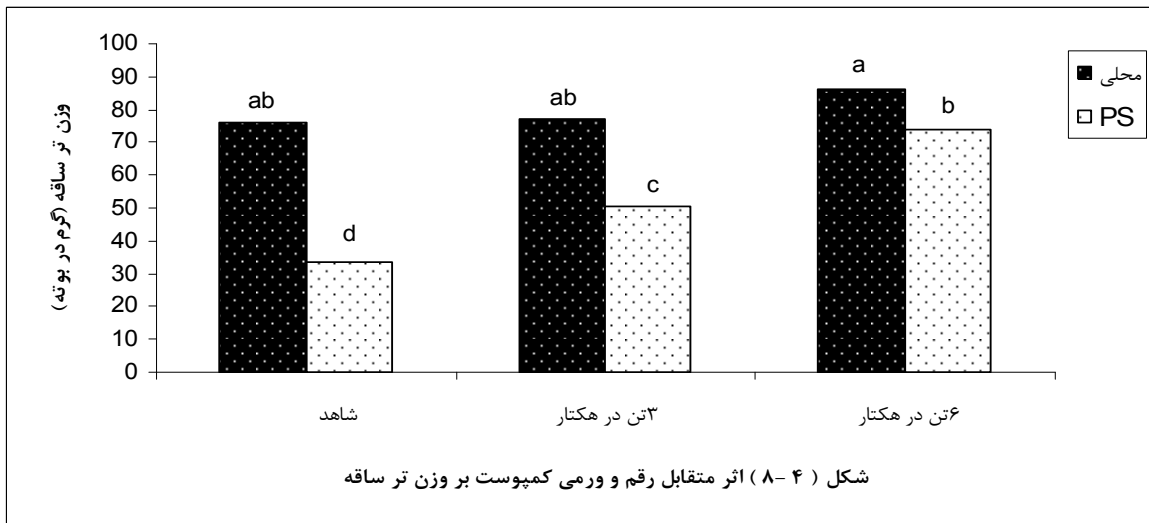 100
90
80
70
60
50
40
30
20
10
0
وزن تر ساقه (گرم در بوته)
ab
d
ab
c
a
b
محلی
PS
شاهد
۳تن در هکتار
۶تن در هکتار
شکل ( ۴ -۸ ) اثر متقابل رقم و ورمی کمپوست بر وزن تر ساقه